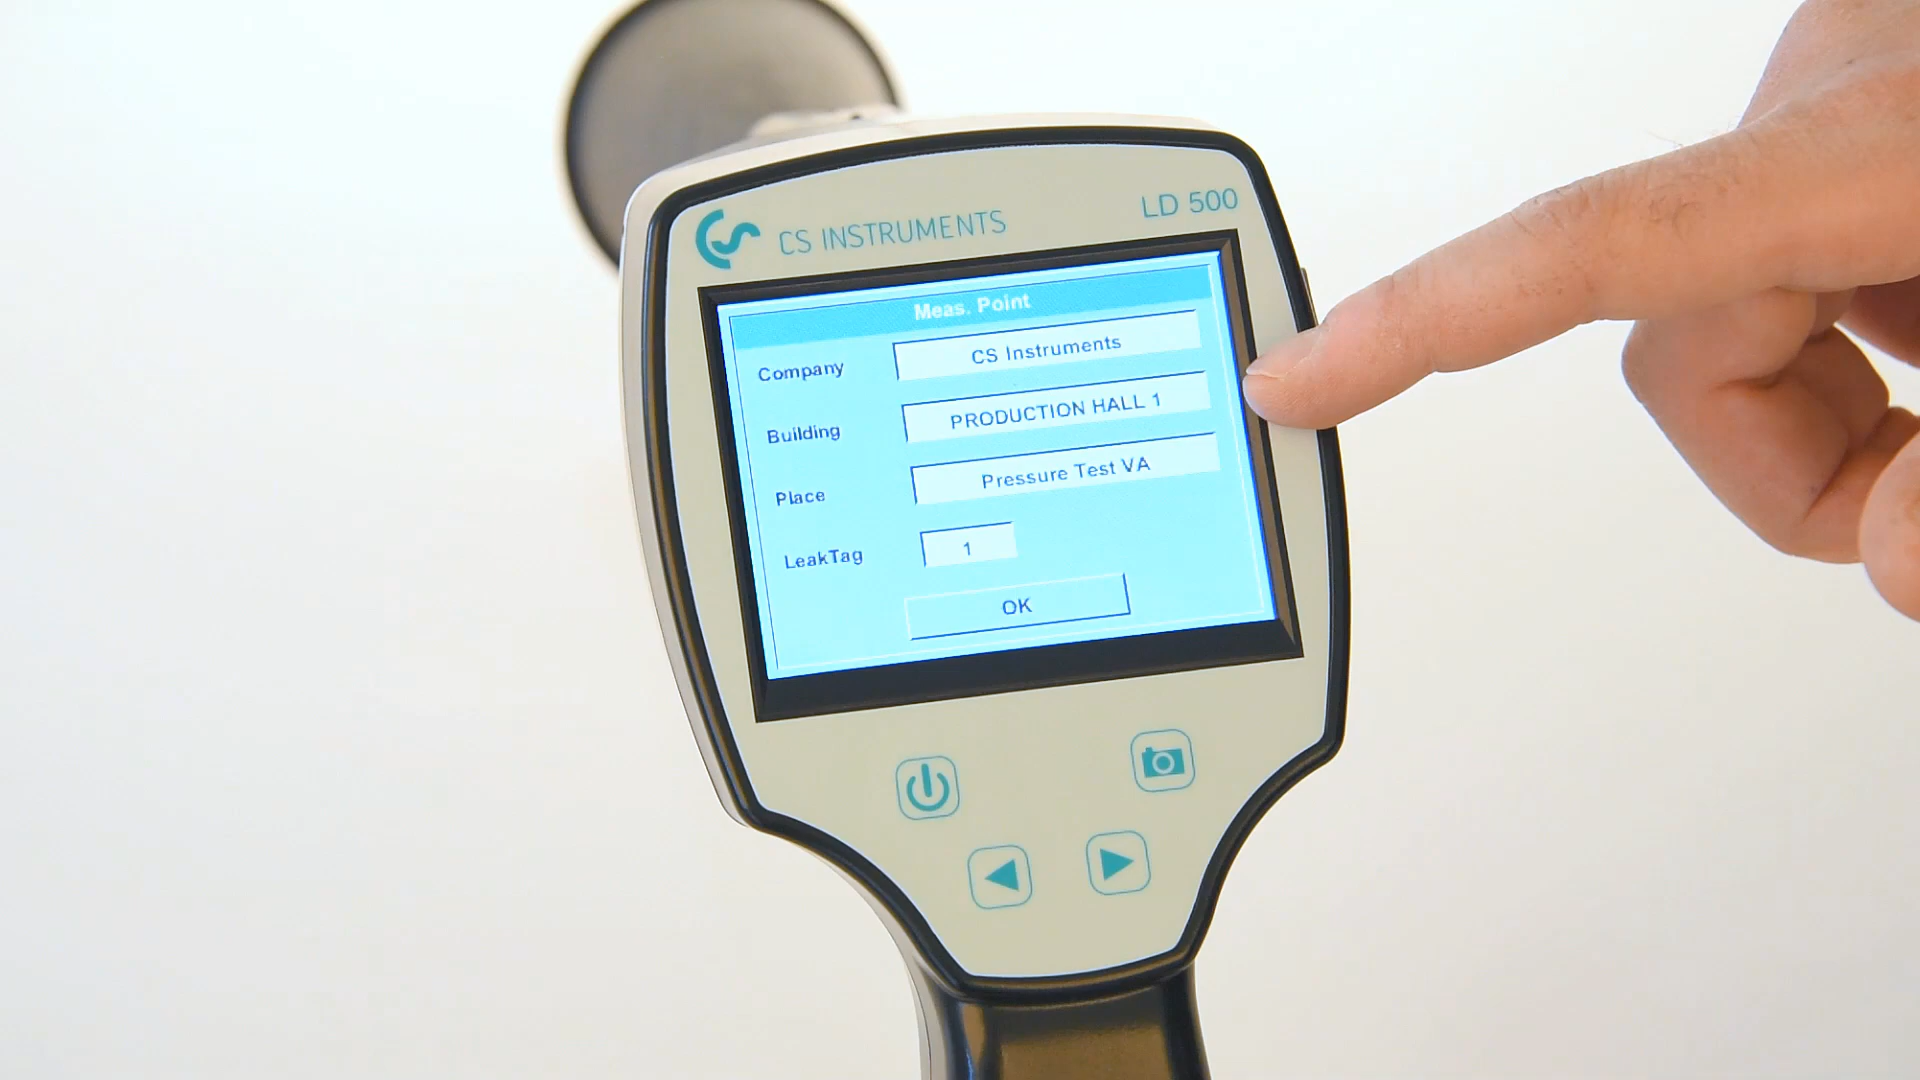 CS INSTRUMENTS
LD 500
Meas. Point
Company CS Instruments
Building PRODUCTION HALL 1
Place Pressure Test VA
LeakTag 1
OK